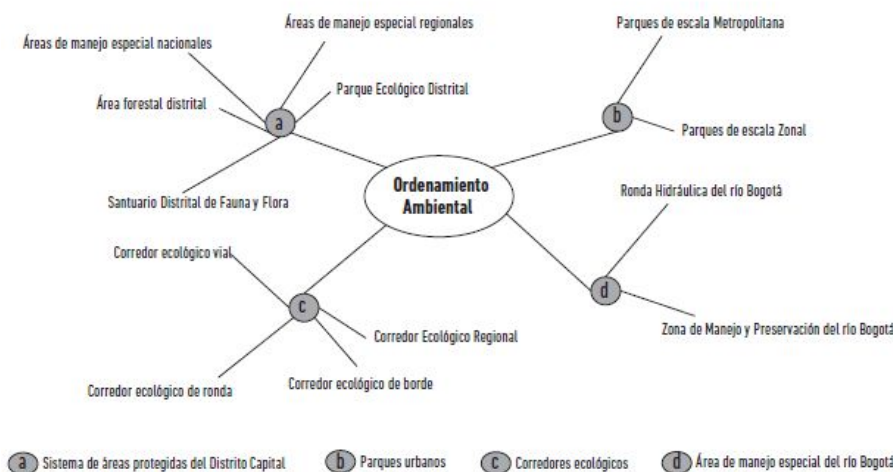 Áreas de manejo especial regionales
Parques de escala Metropolitana
Áreas de manejo especial nacionales
Área forestal distrital
Parque Ecológico Distrital
a
b
Parques de escala Zonal
Santuario Distrital de Fauna y Flora
Ordenamiento
Ambiental
Ronda Hidráulica del río Bogotá
Corredor ecológico vial
c
d
Corredor Ecológico Regional
Zona de Manejo y Preservación del río Bogotá
Corredor ecológico de ronda
Corredor ecológico de borde
a Sistema de áreas protegidas del Distrito Capital
b Parques urbanos
c Corredores ecológicos
d Área de manejo especial del río Bogotá